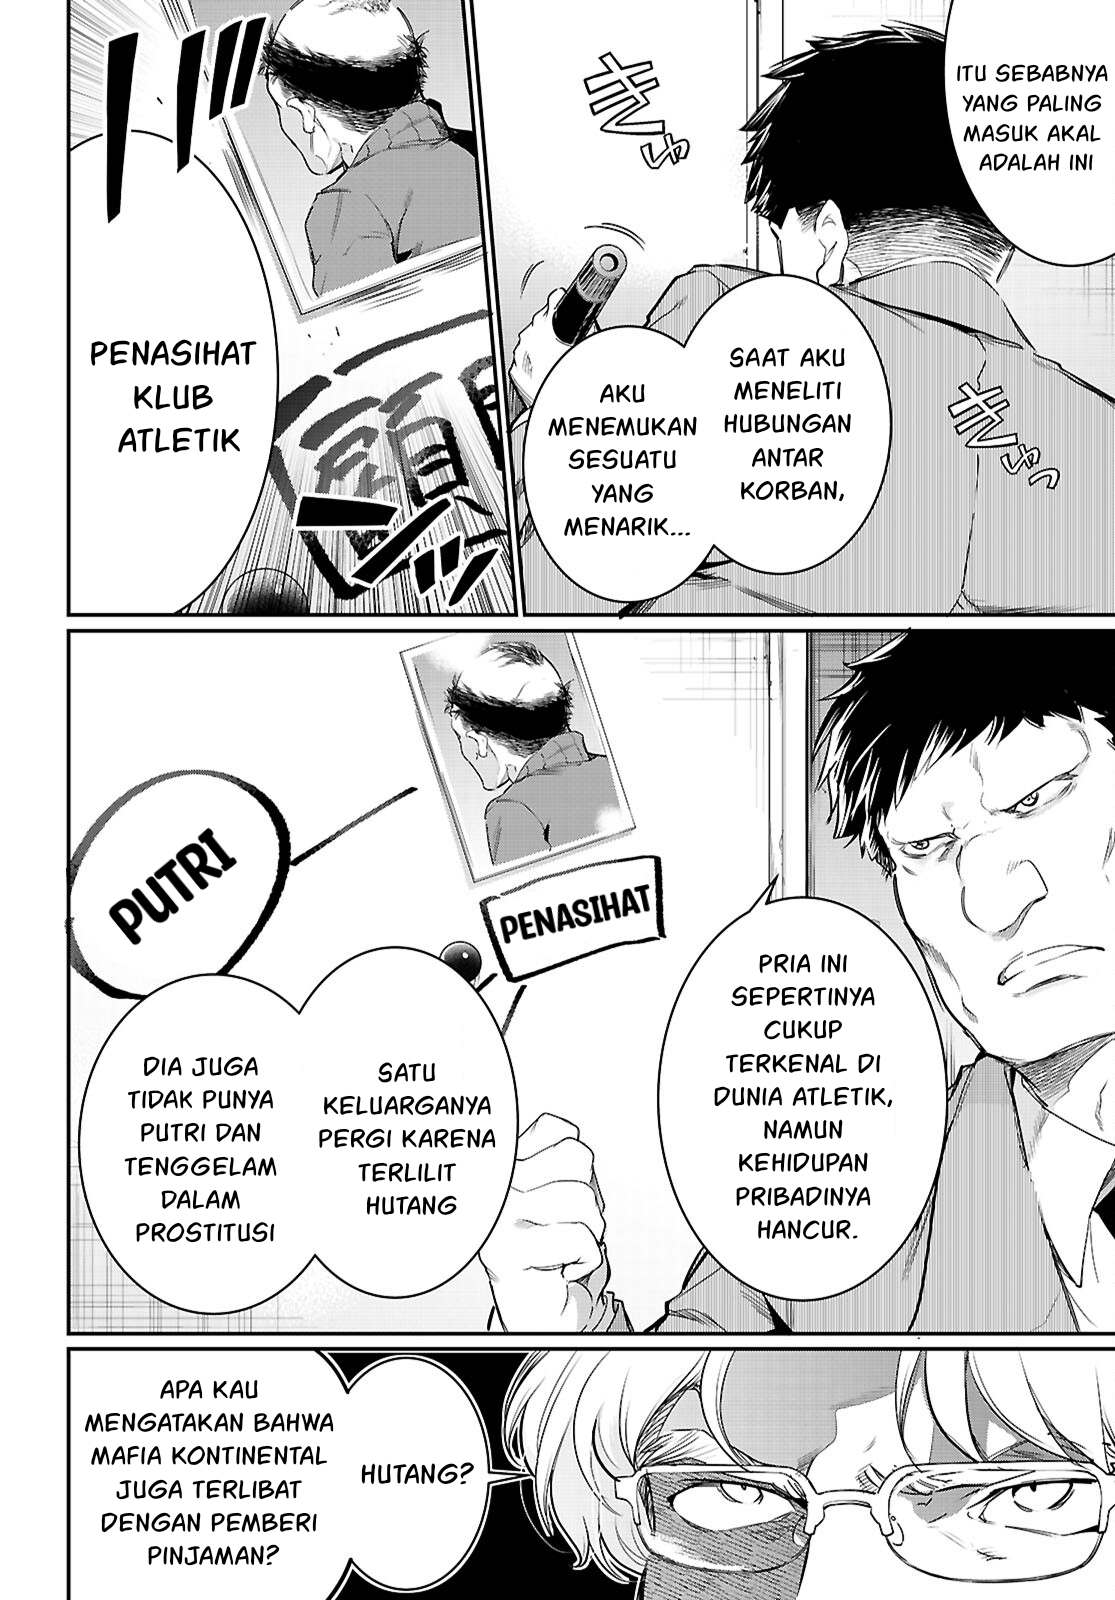 ITU SEBABNYA
YANG PALING
MASUK AKAL
ADALAH INI
きゅ
SAAT AKU
MENELITI
HUBUNGAN
ANTAR
KORBAN,
きゅっ
AKU
MENEMUKAN
SESUATU
YANG
MENARIK...
PENASIHAT
KLUB
ATLETIK
顧
PRIA INI
SEPERTINYA
CUKUP
TERKENAL DI
DUNIA ATLETIK,
NAMUN
KEHIDUPAN
PRIBADINYA
HANCUR.
PENASIHAT
PUTRI
SATU
KELUARGANYA
PERGI KARENA
TERLILIT
HUTANG
DIA JUGA
TIDAK PUNYA
PUTRI DAN
TENGGELAM
DALAM
PROSTITUSI
HUTANG?
APA KAU
MENGATAKAN BAHWA
MAFIA KONTINENTAL
JUGA TERLIBAT
DENGAN PEMBERI
PINJAMAN?